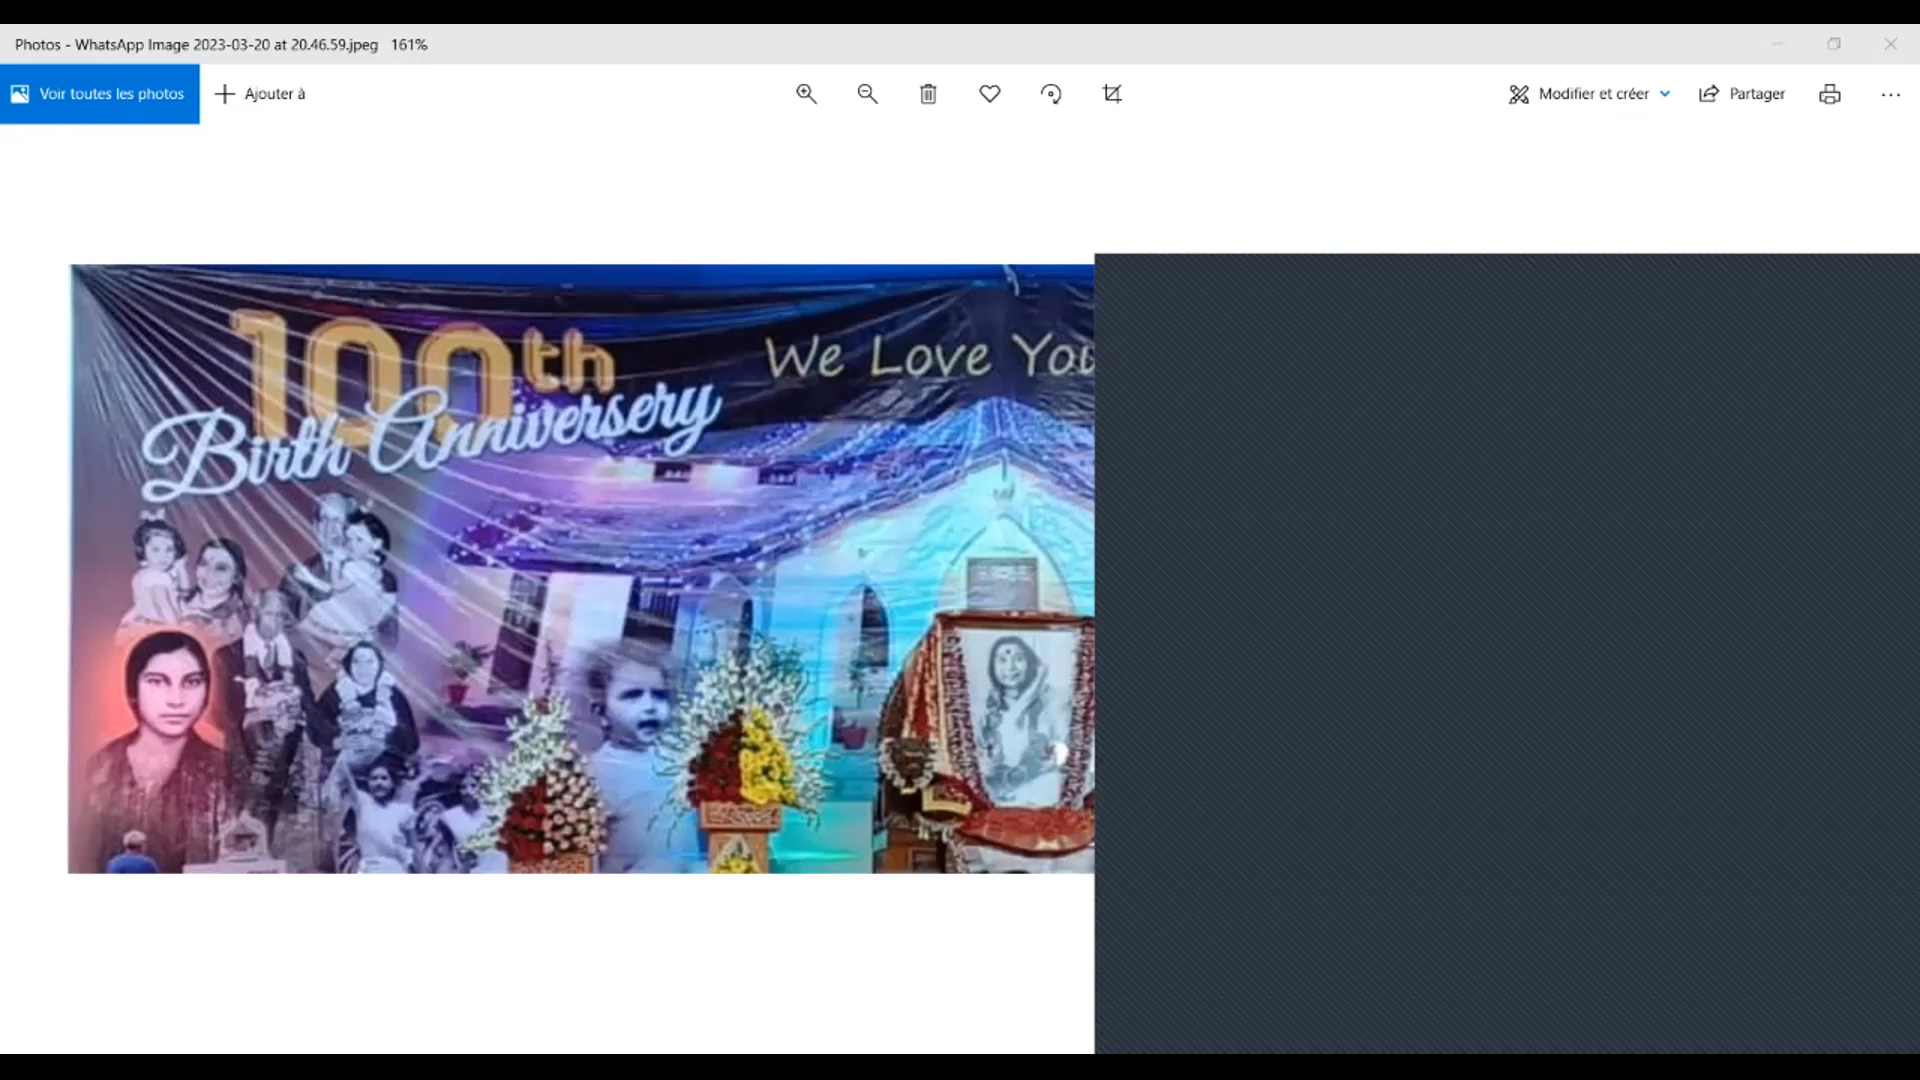 Photos - WhatsApp Image 2023-03-20 at 20.46.59.jpeg 161%
Voir toutes les photos
Ajouter à
Modifier et créer
Partager
100th
We Love You
Birth Anniversery